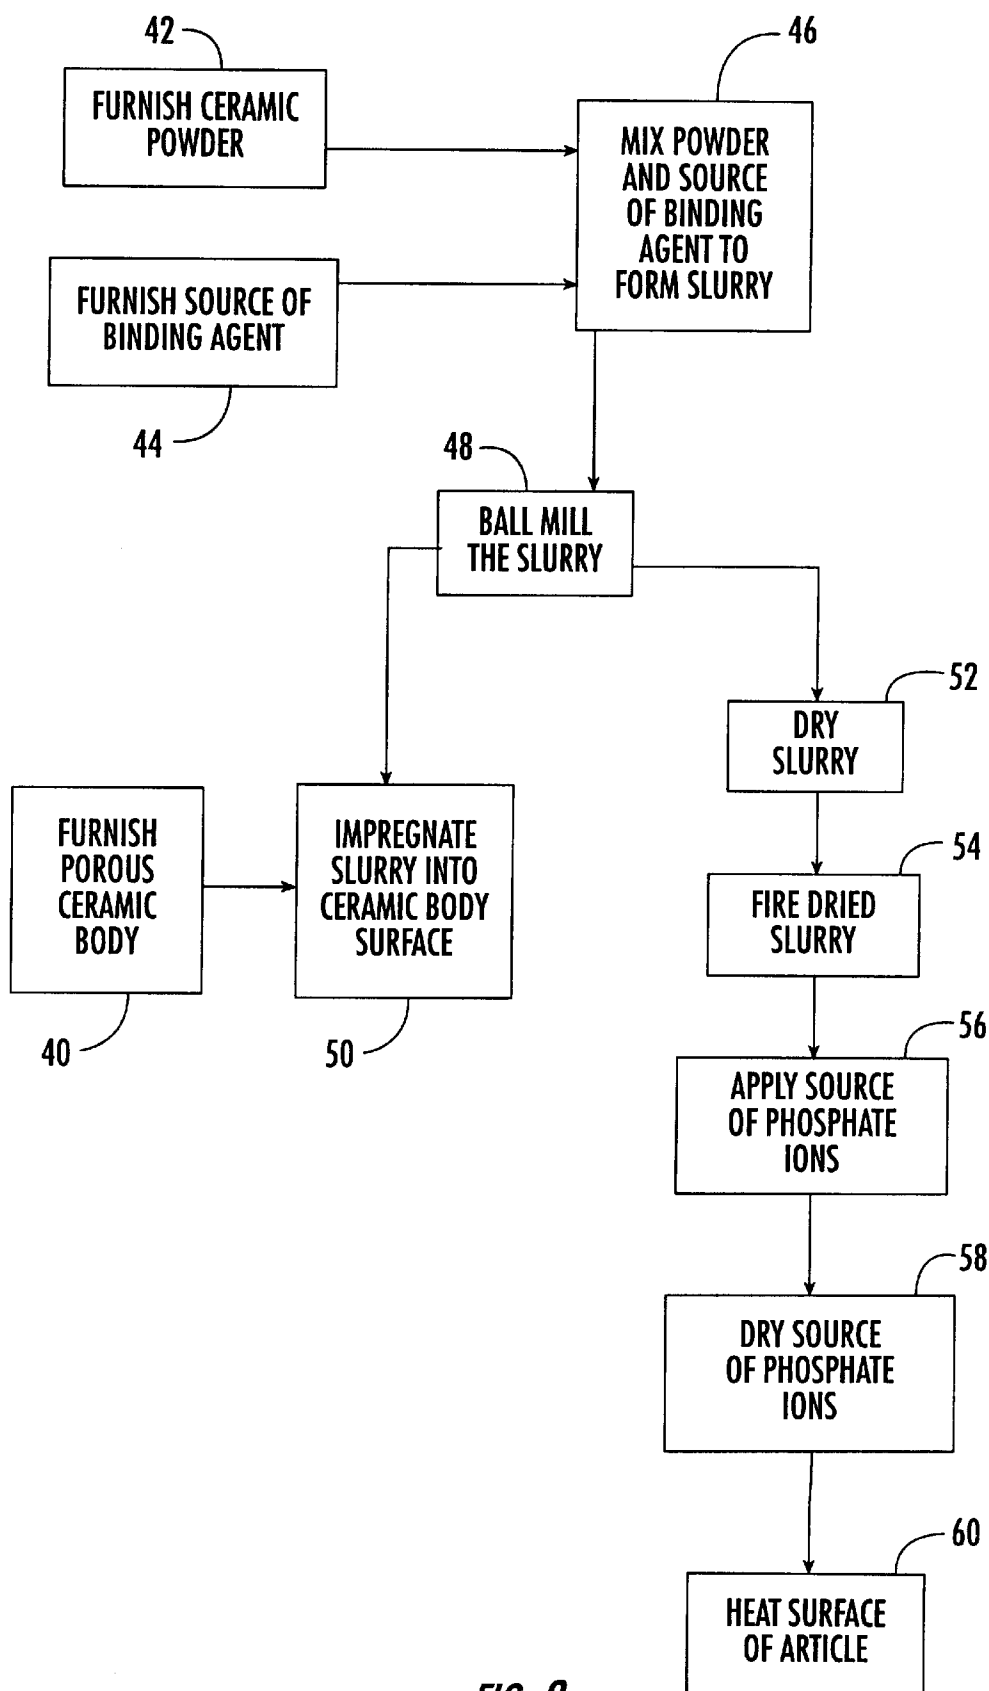 42
FURNISH CERAMIC
POWDER
46
MIX POWDER
AND SOURCE
OF BINDING
AGENT TO
FORM SLURRY
FURNISH SOURCE OF
BINDING AGENT
44
48
BALL MILL
THE SLURRY
52
DRY
SLURRY
FURNISH
POROUS
CERAMIC
BODY
40
IMPREGNATE
SLURRY INTO
CERAMIC BODY
SURFACE
50
54
FIRE DRIED
SLURRY
56
APPLY SOURCE
OF PHOSPHATE
IONS
58
DRY SOURCE
OF PHOSPHATE
IONS
60
HEAT SURFACE
OF ARTICLE
FIG.